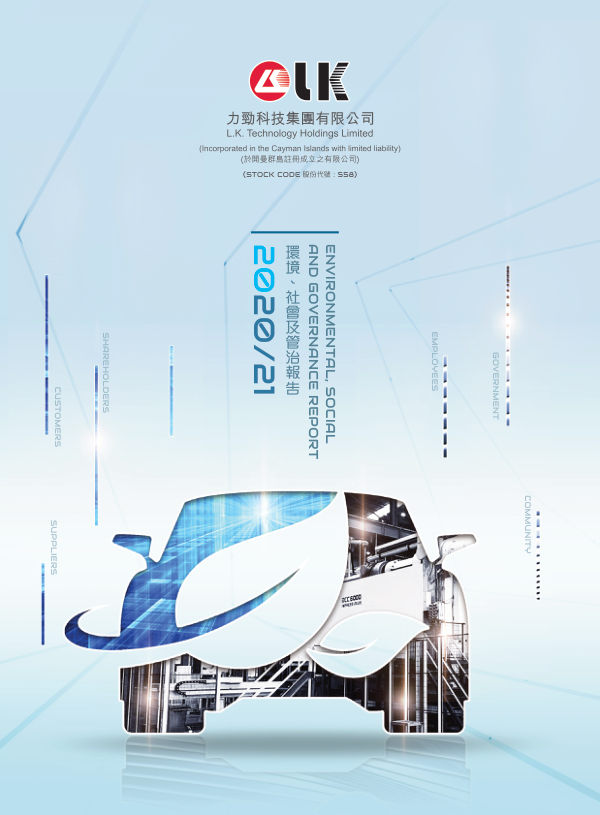 LK
力勁科技集團有限公司
L.K. Technology Holdings Limited
(Incorporated in the Cayman Islands with limited liability)
(於開曼群島註冊成立之有限公司)
(STOCK CODE 股份代號 : 558)
ENVIRONMENTAL, SOCIAL
AND GOVERNANCE REPORT
環境、社會及管治報告
2020/21
SHAREHOLDERS
CUSTOMERS
SUPPLIERS
EMPLOYEES
GOVERNMENT
COMMUNITY
DCC6000